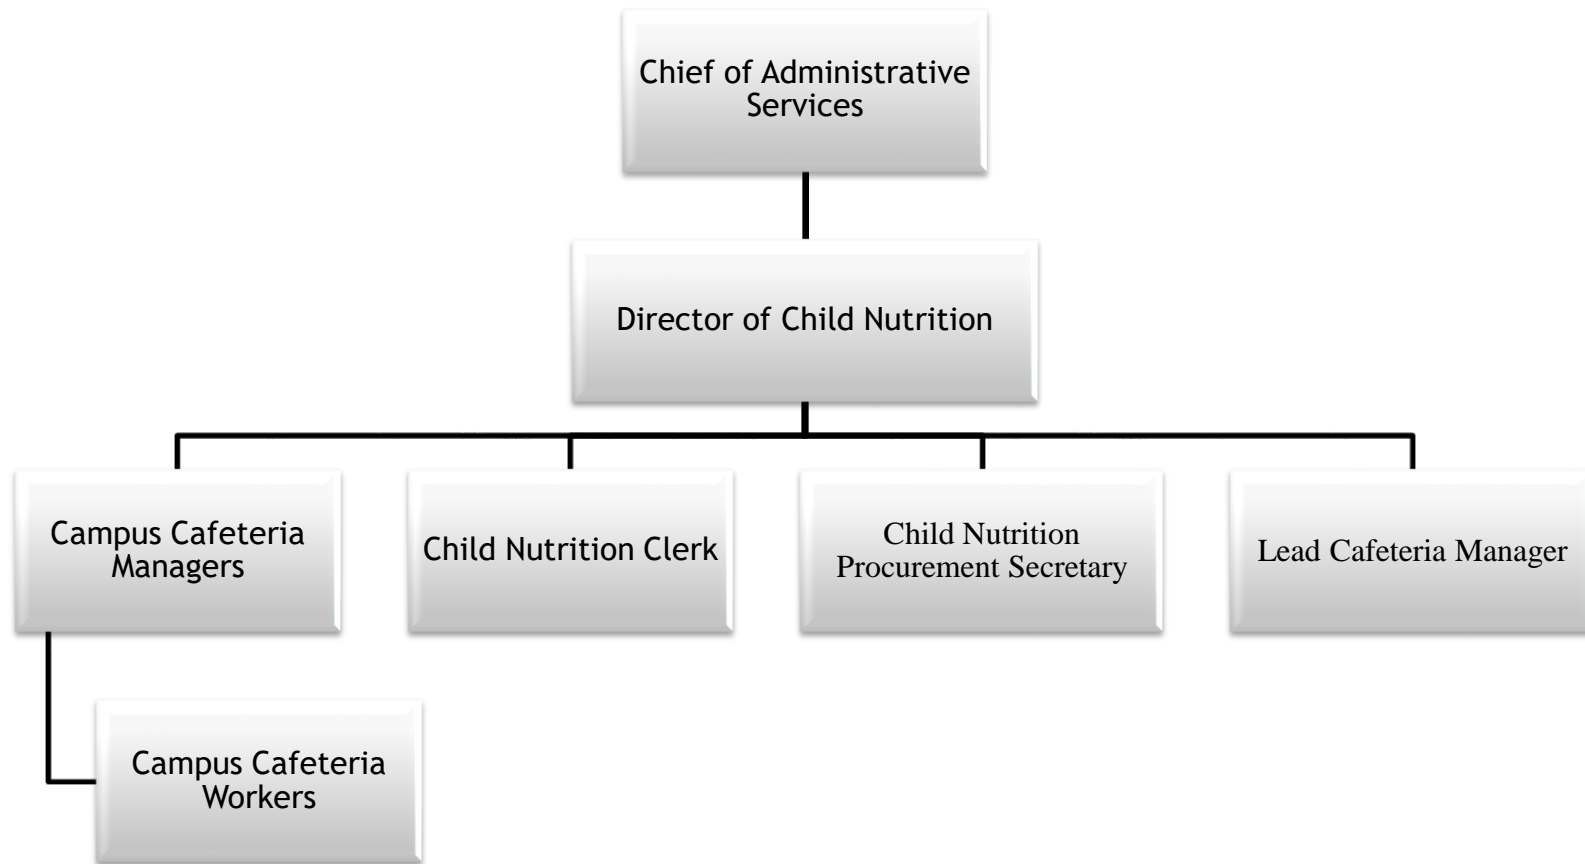 Chief of Administrative
Services
Director of Child Nutrition
Campus Cafeteria
Managers
Child Nutrition Clerk
Child Nutrition
Procurement Secretary
Lead Cafeteria Manager
Campus Cafeteria
Workers